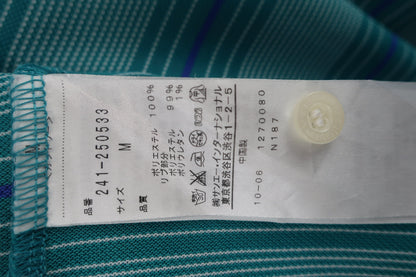 品番 241-250533
サイズ M
品質
ポリエステル 100%
リブ部分
ポリエステル 99%
ポリウレタン 1%
㈱サンエー・インターナショナル
東京都渋谷区渋谷1-2-5
中国製
1270080
10-06 N187